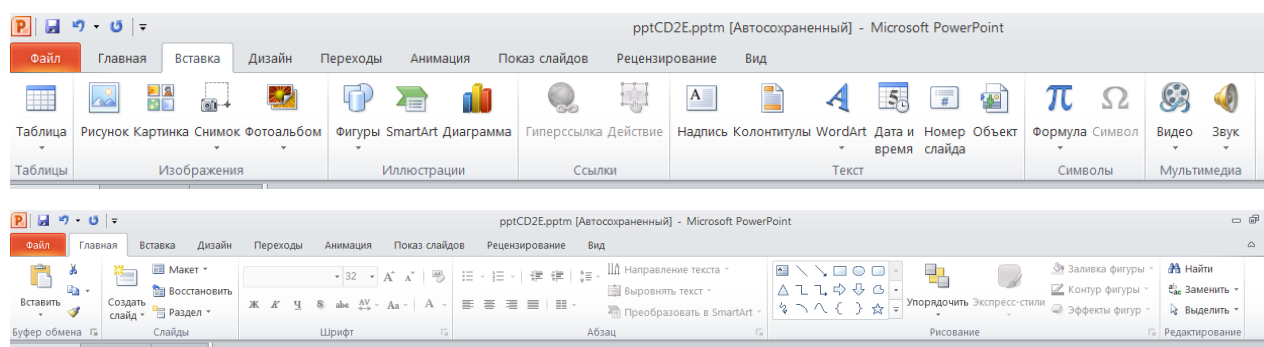 pptCD2E.pptm [Автосохраненный] - Microsoft PowerPoint
Файл Главная Вставка Дизайн Переходы Анимация Показ слайдов Рецензирование Вид
Таблица Рисунок Картинка Снимок Фотоальбом Фигуры SmartArt Диаграмма Гиперссылка Действие Надпись Колонтитулы WordArt Дата и Номер Объект Формула Символ Видео Звук
время слайда
Таблицы Изображения Иллюстрации Ссылки Текст Символы Мультимедиа
pptCD2E.pptm [Автосохраненный] - Microsoft PowerPoint
Файл Главная Вставка Дизайн Переходы Анимация Показ слайдов Рецензирование Вид
Макет 32 Направление текста Заливка фигуры Найти
Вставить Создать Восстановить Выровнять текст Упорядочить Экспресс-стили Контур фигуры Заменить
слайд Раздел Ж К Ч S abc AV Aa A Преобразовать в SmartArt Эффекты фигур Выделить
Буфер обмена Слайды Шрифт Абзац Рисование Редактирование